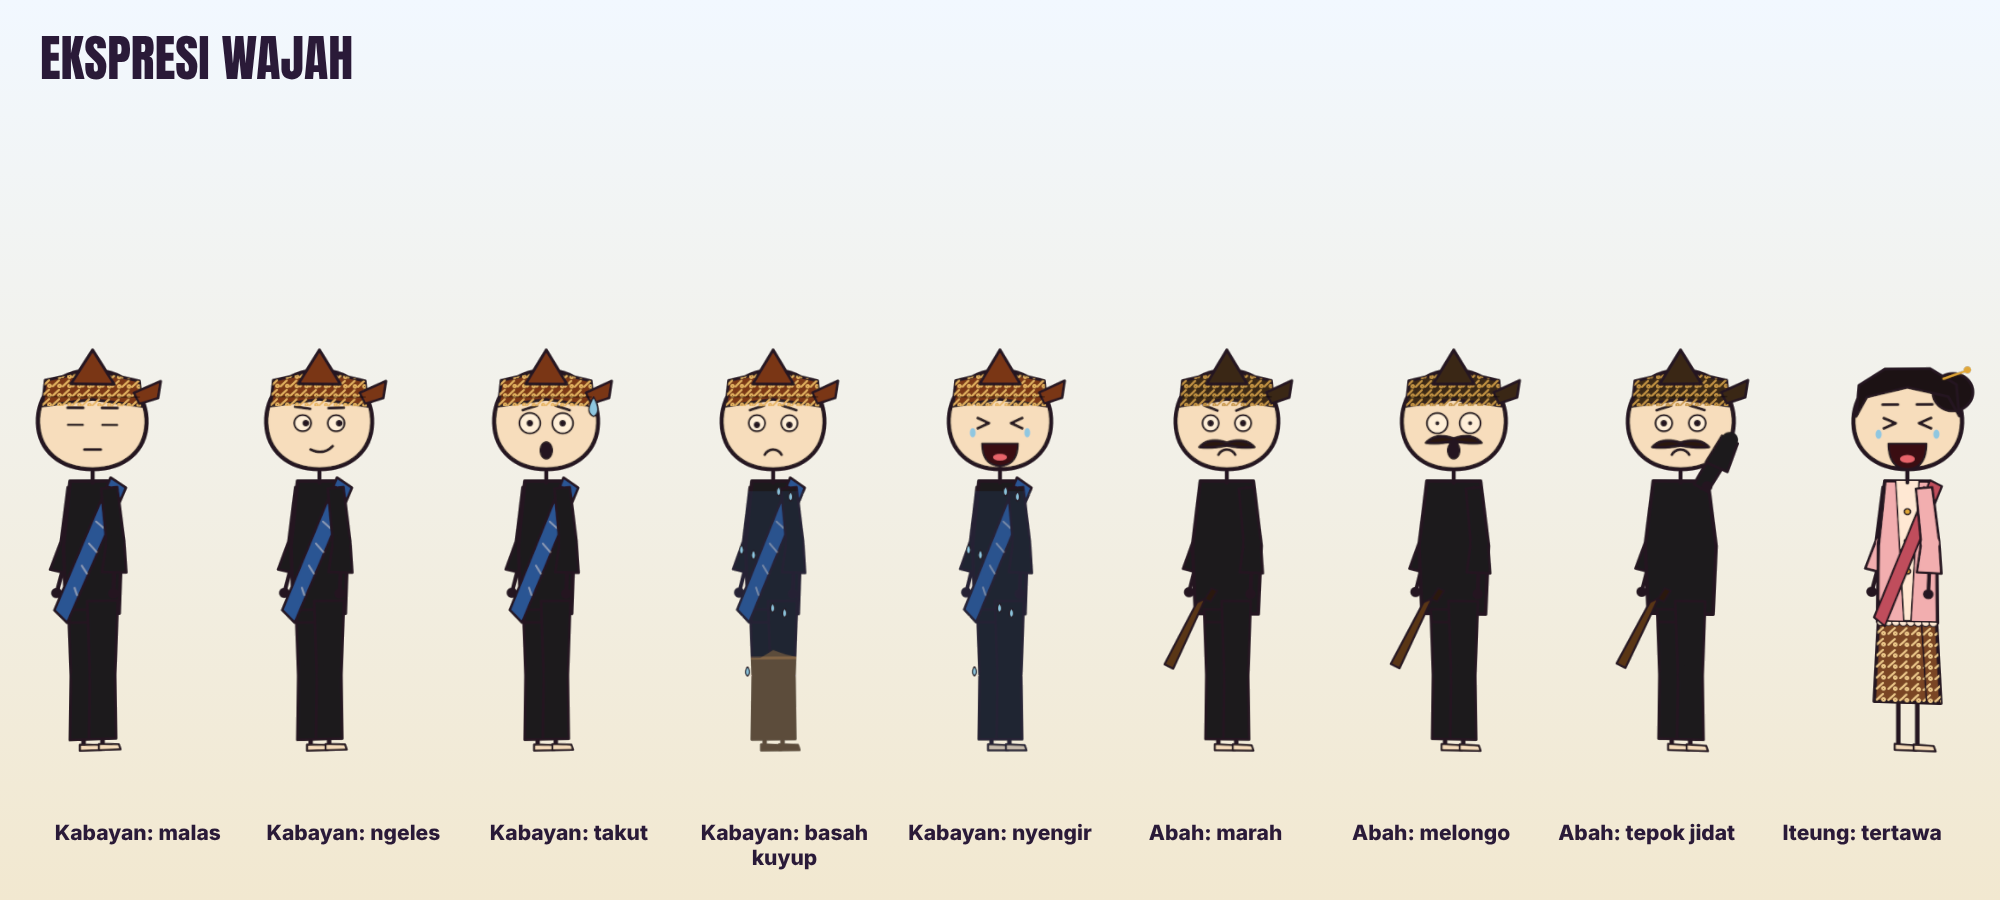 EKSPRESI WAJAH
Kabayan: malas
Kabayan: ngeles
Kabayan: takut
Kabayan: basah
kuyup
Kabayan: nyengir
Abah: marah
Abah: melongo
Abah: tepok jidat
Iteung: tertawa